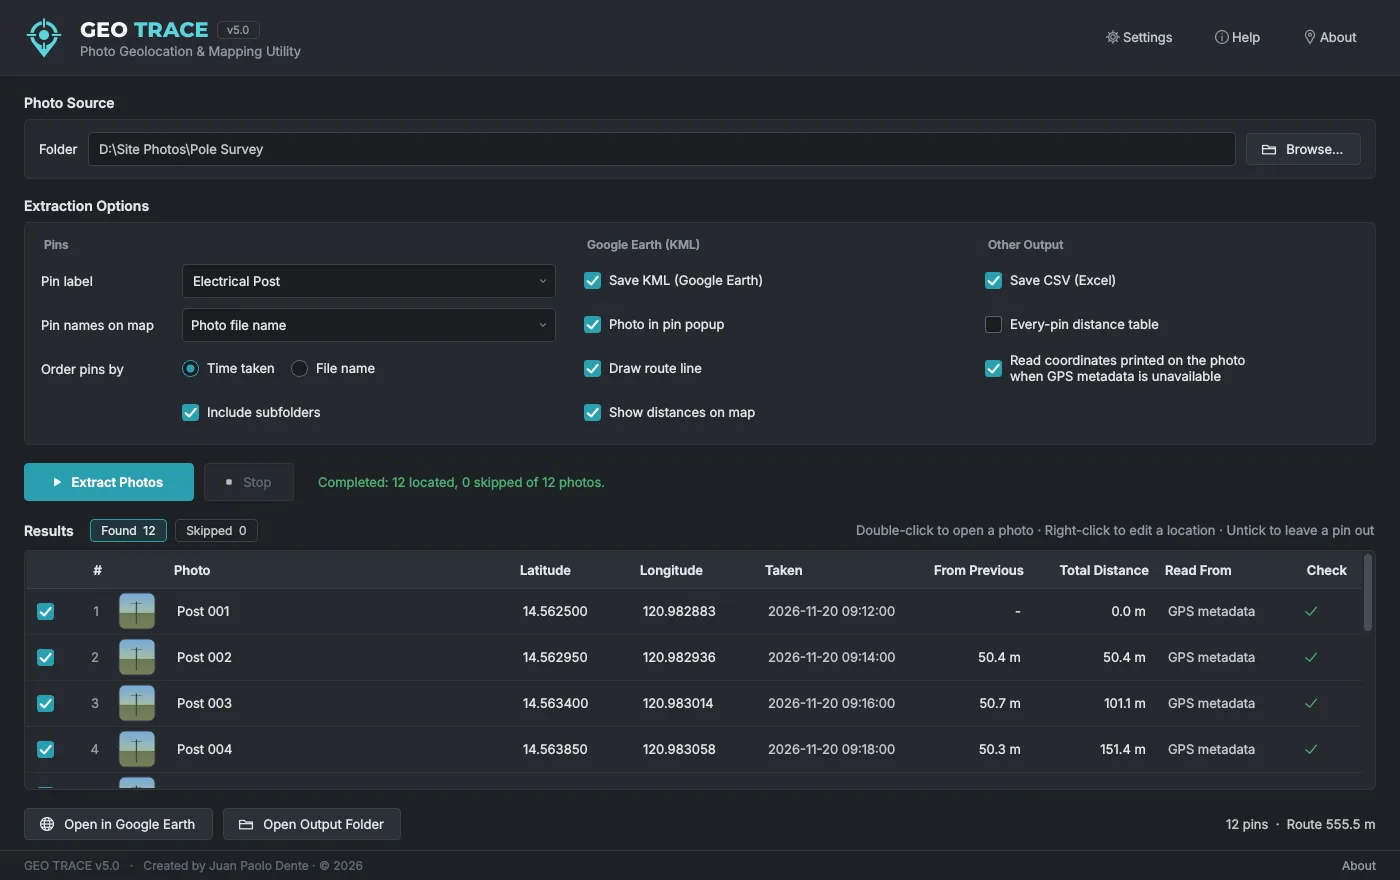 GEO TRACE v5.0
Photo Geolocation & Mapping Utility
Settings
Help
About
Photo Source
Folder D:\Site Photos\Pole Survey Browse...
Extraction Options
Pins Google Earth (KML) Other Output
Pin label Electrical Post Save KML (Google Earth) Save CSV (Excel)
Pin names on map Photo file name Photo in pin popup Every-pin distance table
Order pins by Time taken File name Draw route line Read coordinates printed on the photo
when GPS metadata is unavailable
Include subfolders Show distances on map
Extract Photos Stop Completed: 12 located, 0 skipped of 12 photos.
Results Found 12 Skipped 0 Double-click to open a photo · Right-click to edit a location · Untick to leave a pin out
# Photo Latitude Longitude Taken From Previous Total Distance Read From Check
1 Post 001 14.562500 120.982883 2026-11-20 09:12:00 - 0.0 m GPS metadata
2 Post 002 14.562950 120.982936 2026-11-20 09:14:00 50.4 m 50.4 m GPS metadata
3 Post 003 14.563400 120.983014 2026-11-20 09:16:00 50.7 m 101.1 m GPS metadata
4 Post 004 14.563850 120.983058 2026-11-20 09:18:00 50.3 m 151.4 m GPS metadata
Open in Google Earth Open Output Folder 12 pins · Route 555.5 m
GEO TRACE v5.0 · Created by Juan Paolo Dente · © 2026 About